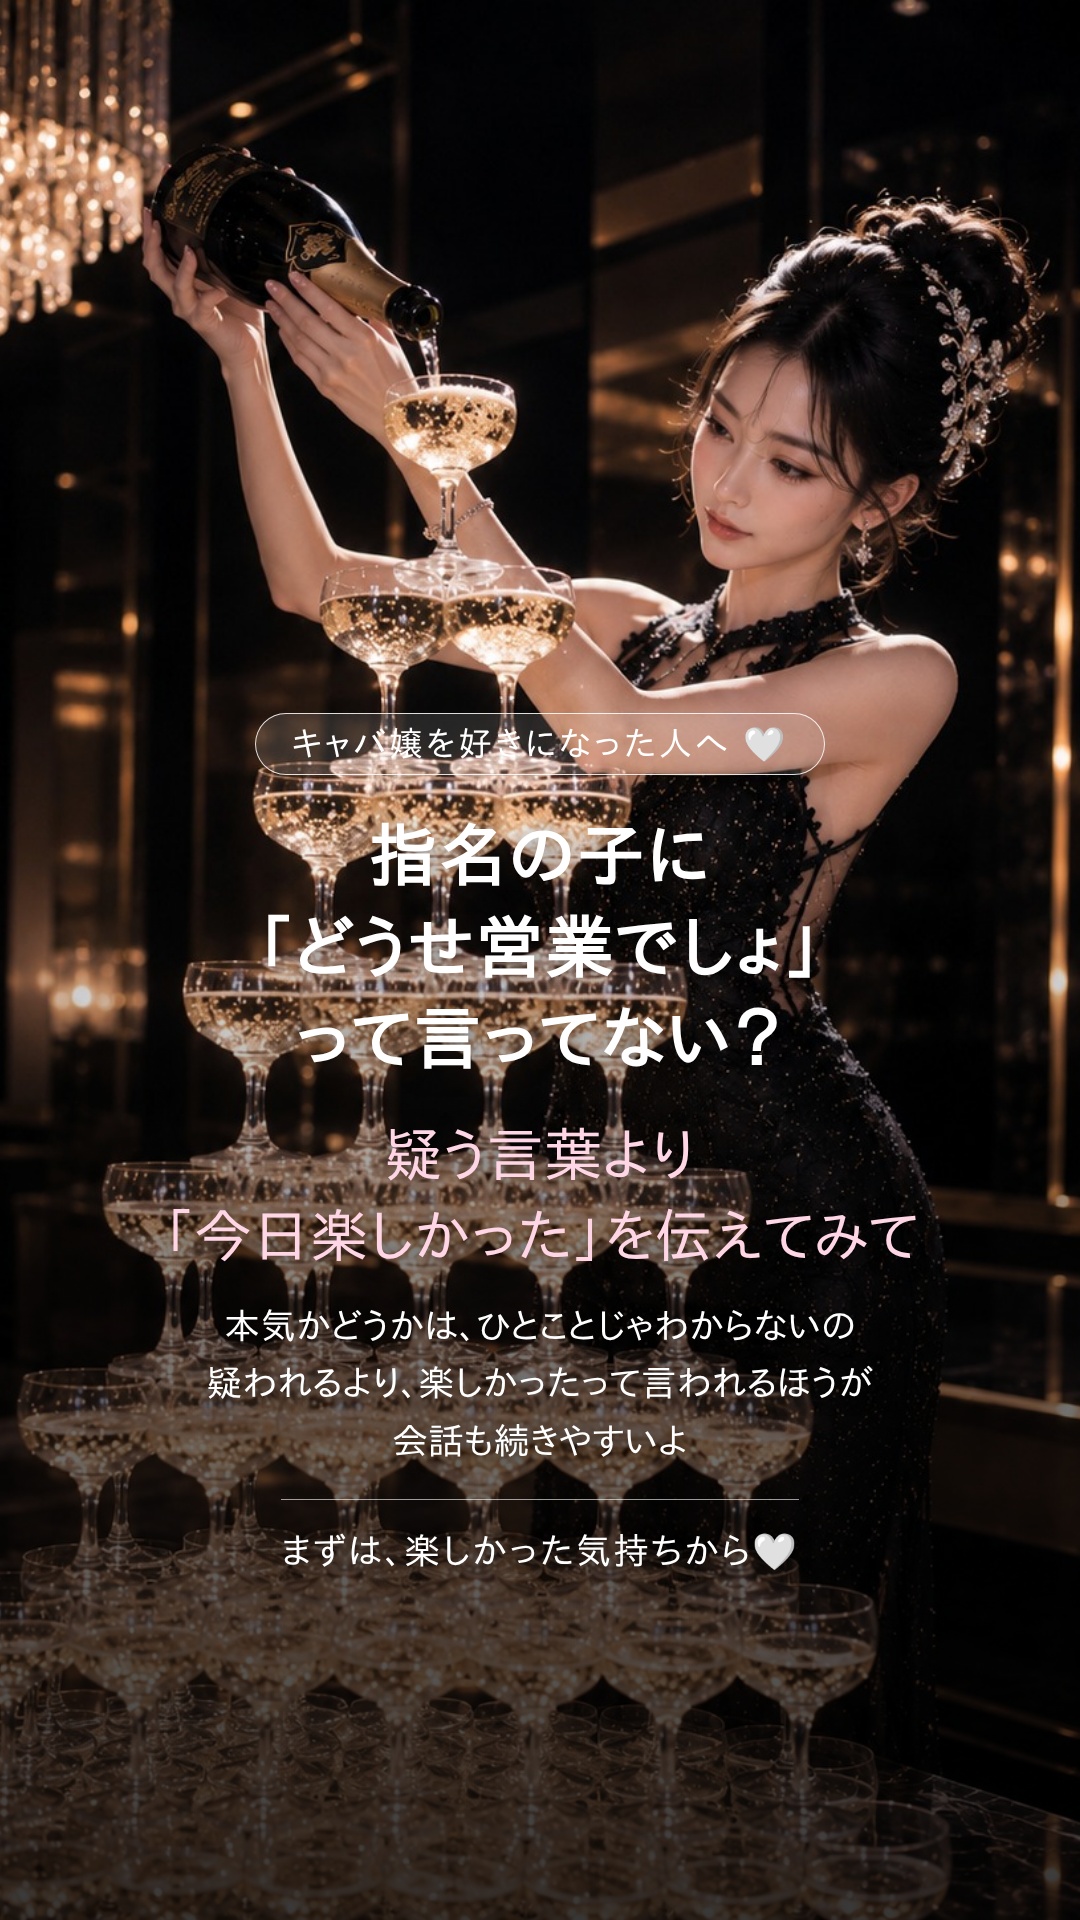 キャバ嬢を好きになった人へ 🤍
指名の子に
「どうせ営業でしょ」
って言ってない？
疑う言葉より
「今日楽しかった」を伝えてみて
本気かどうかは、ひとことじゃわからないの
疑われるより、楽しかったって言われるほうが
会話も続きやすいよ
まずは、楽しかった気持ちから🤍